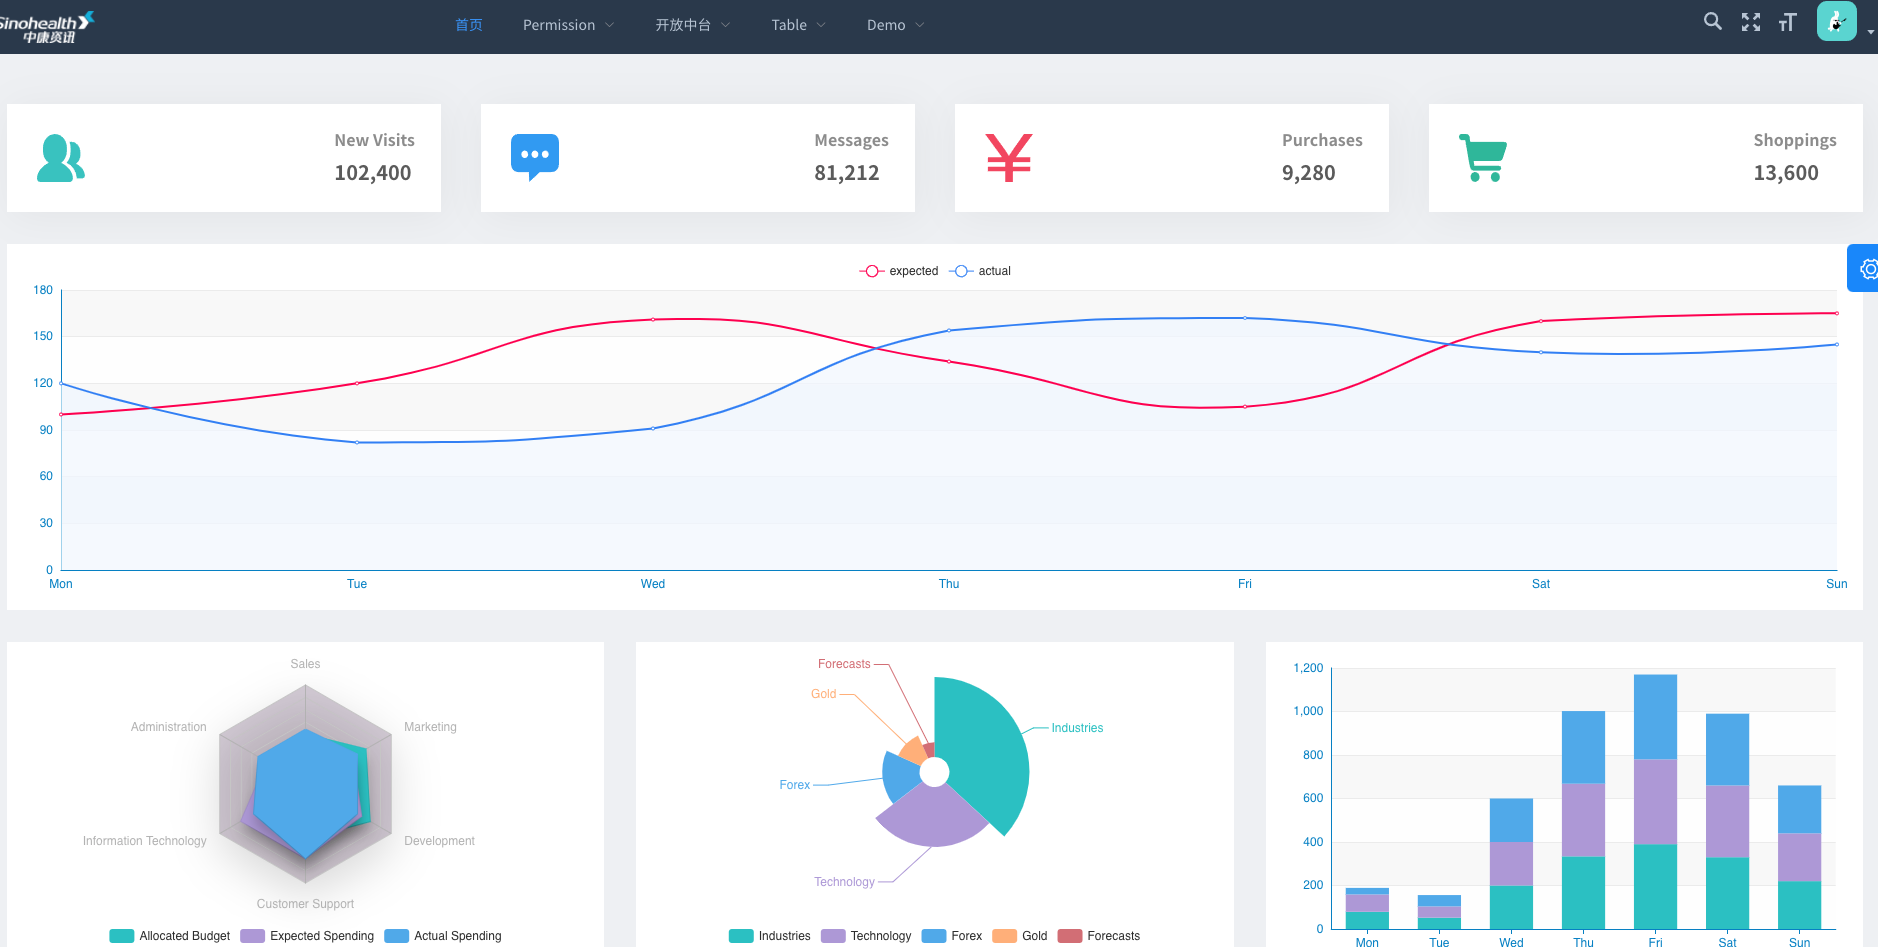 Sinohealth
中康资讯
首页 Permission 开放中台 Table Demo
New Visits
102,400
Messages
81,212
Purchases
9,280
Shoppings
13,600
expected actual
180
150
120
90
60
30
0
Mon Tue Wed Thu Fri Sat Sun
Sales
Administration Marketing
Information Technology Development
Customer Support
Allocated Budget Expected Spending Actual Spending
Forecasts
Gold
Industries
Forex
Technology
Industries Technology Forex Gold Forecasts
1,200
1,000
800
600
400
200
0
Mon Tue Wed Thu Fri Sat Sun